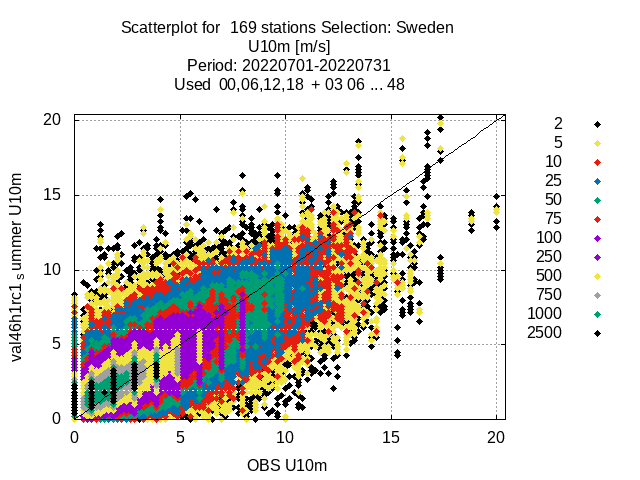 Scatterplot for 169 stations Selection: Sweden
U10m [m/s]
Period: 20220701-20220731
Used 00,06,12,18 + 03 06 ... 48
20
15
10
5
0
0 5 10 15 20
val46h1rc1 s ummer U10m
OBS U10m
2
5
10
25
50
75
100
250
500
750
1000
2500